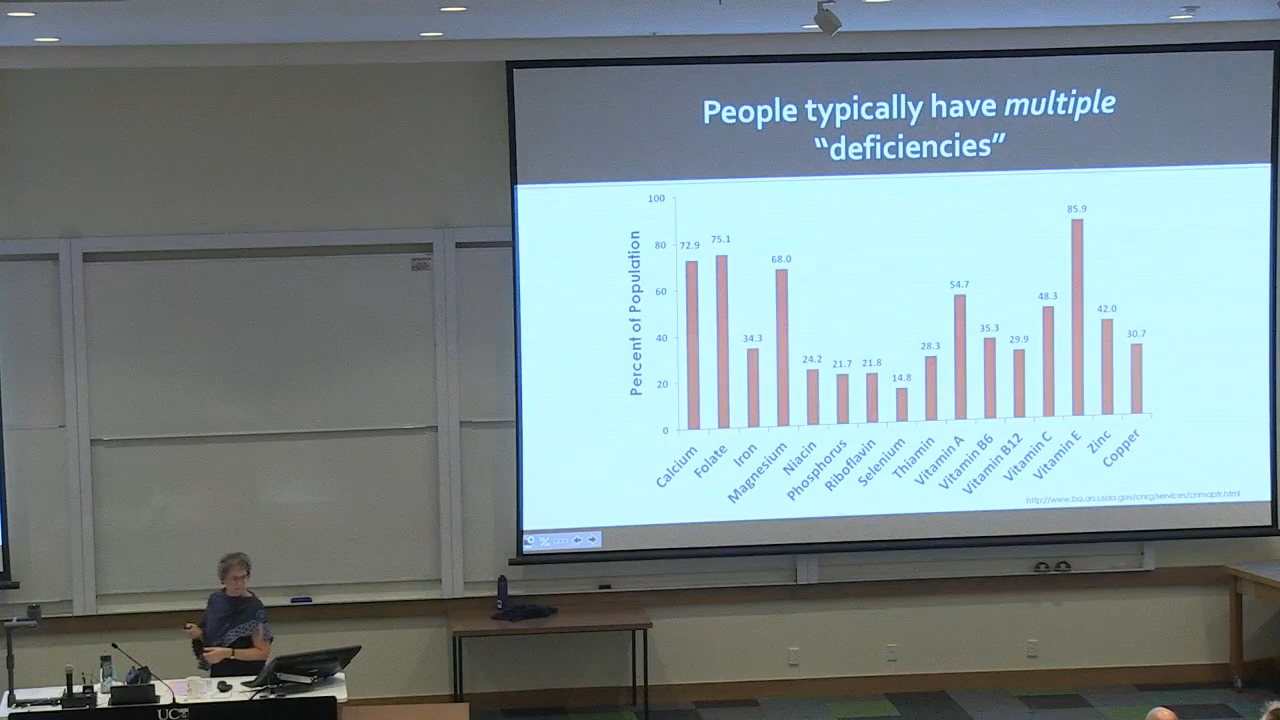 People typically have multiple
“deficiencies”
Percent of Population
100
80
60
40
20
0
72.9
75.1
34.3
68.0
24.2
21.7
21.8
14.8
28.3
54.7
35.3
29.9
48.3
85.9
42.0
30.7
Calcium
Folate
Iron
Magnesium
Niacin
Phosphorus
Riboflavin
Selenium
Thiamin
Vitamin A
Vitamin B6
Vitamin B12
Vitamin C
Vitamin E
Zinc
Copper
UC